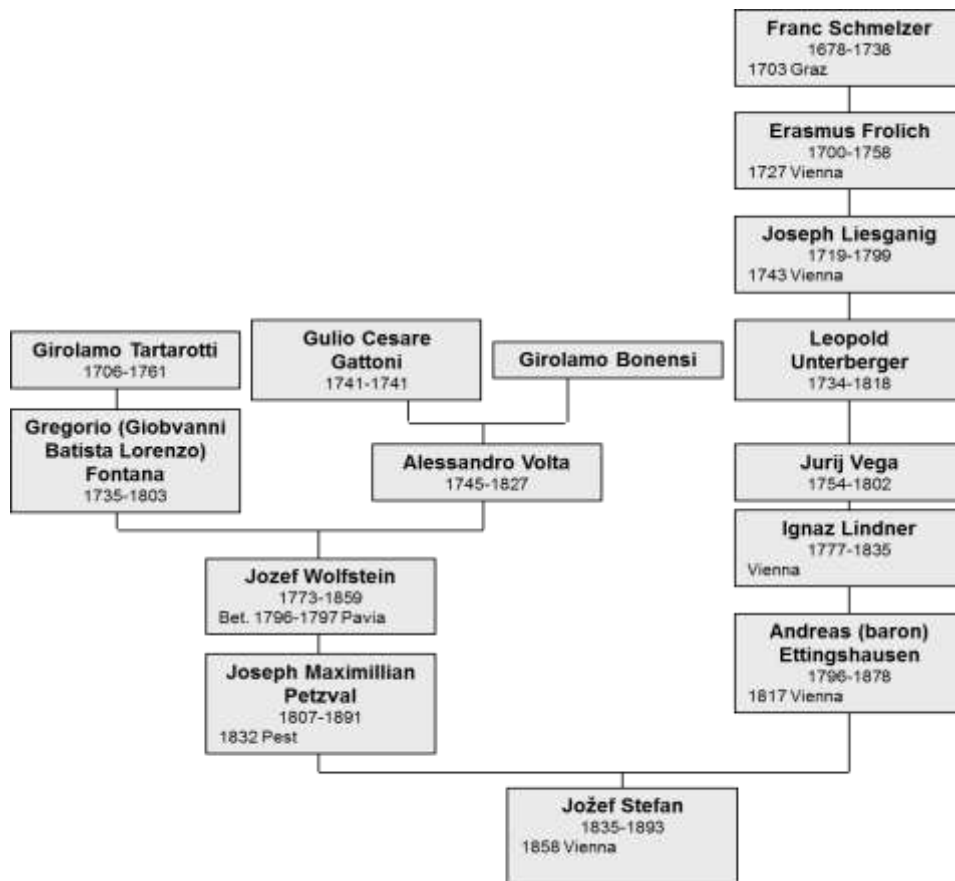 Franc Schmelzer
1678-1738
1703 Graz
Erasmus Frolich
1700-1758
1727 Vienna
Joseph Liesganig
1719-1799
1743 Vienna
Girolamo Tartarotti
1706-1761
Gulio Cesare
Gattoni
1741-1741
Girolamo Bonensi
Leopold
Unterberger
1734-1818
Gregorio (Giobvanni
Batista Lorenzo)
Fontana
1735-1803
Alessandro Volta
1745-1827
Jurij Vega
1754-1802
Ignaz Lindner
1777-1835
Vienna
Jozef Wolfstein
1773-1859
Bet. 1796-1797 Pavia
Andreas (baron)
Ettingshausen
1796-1878
1817 Vienna
Joseph Maximillian
Petzval
1807-1891
1832 Pest
Jožef Stefan
1835-1893
1858 Vienna